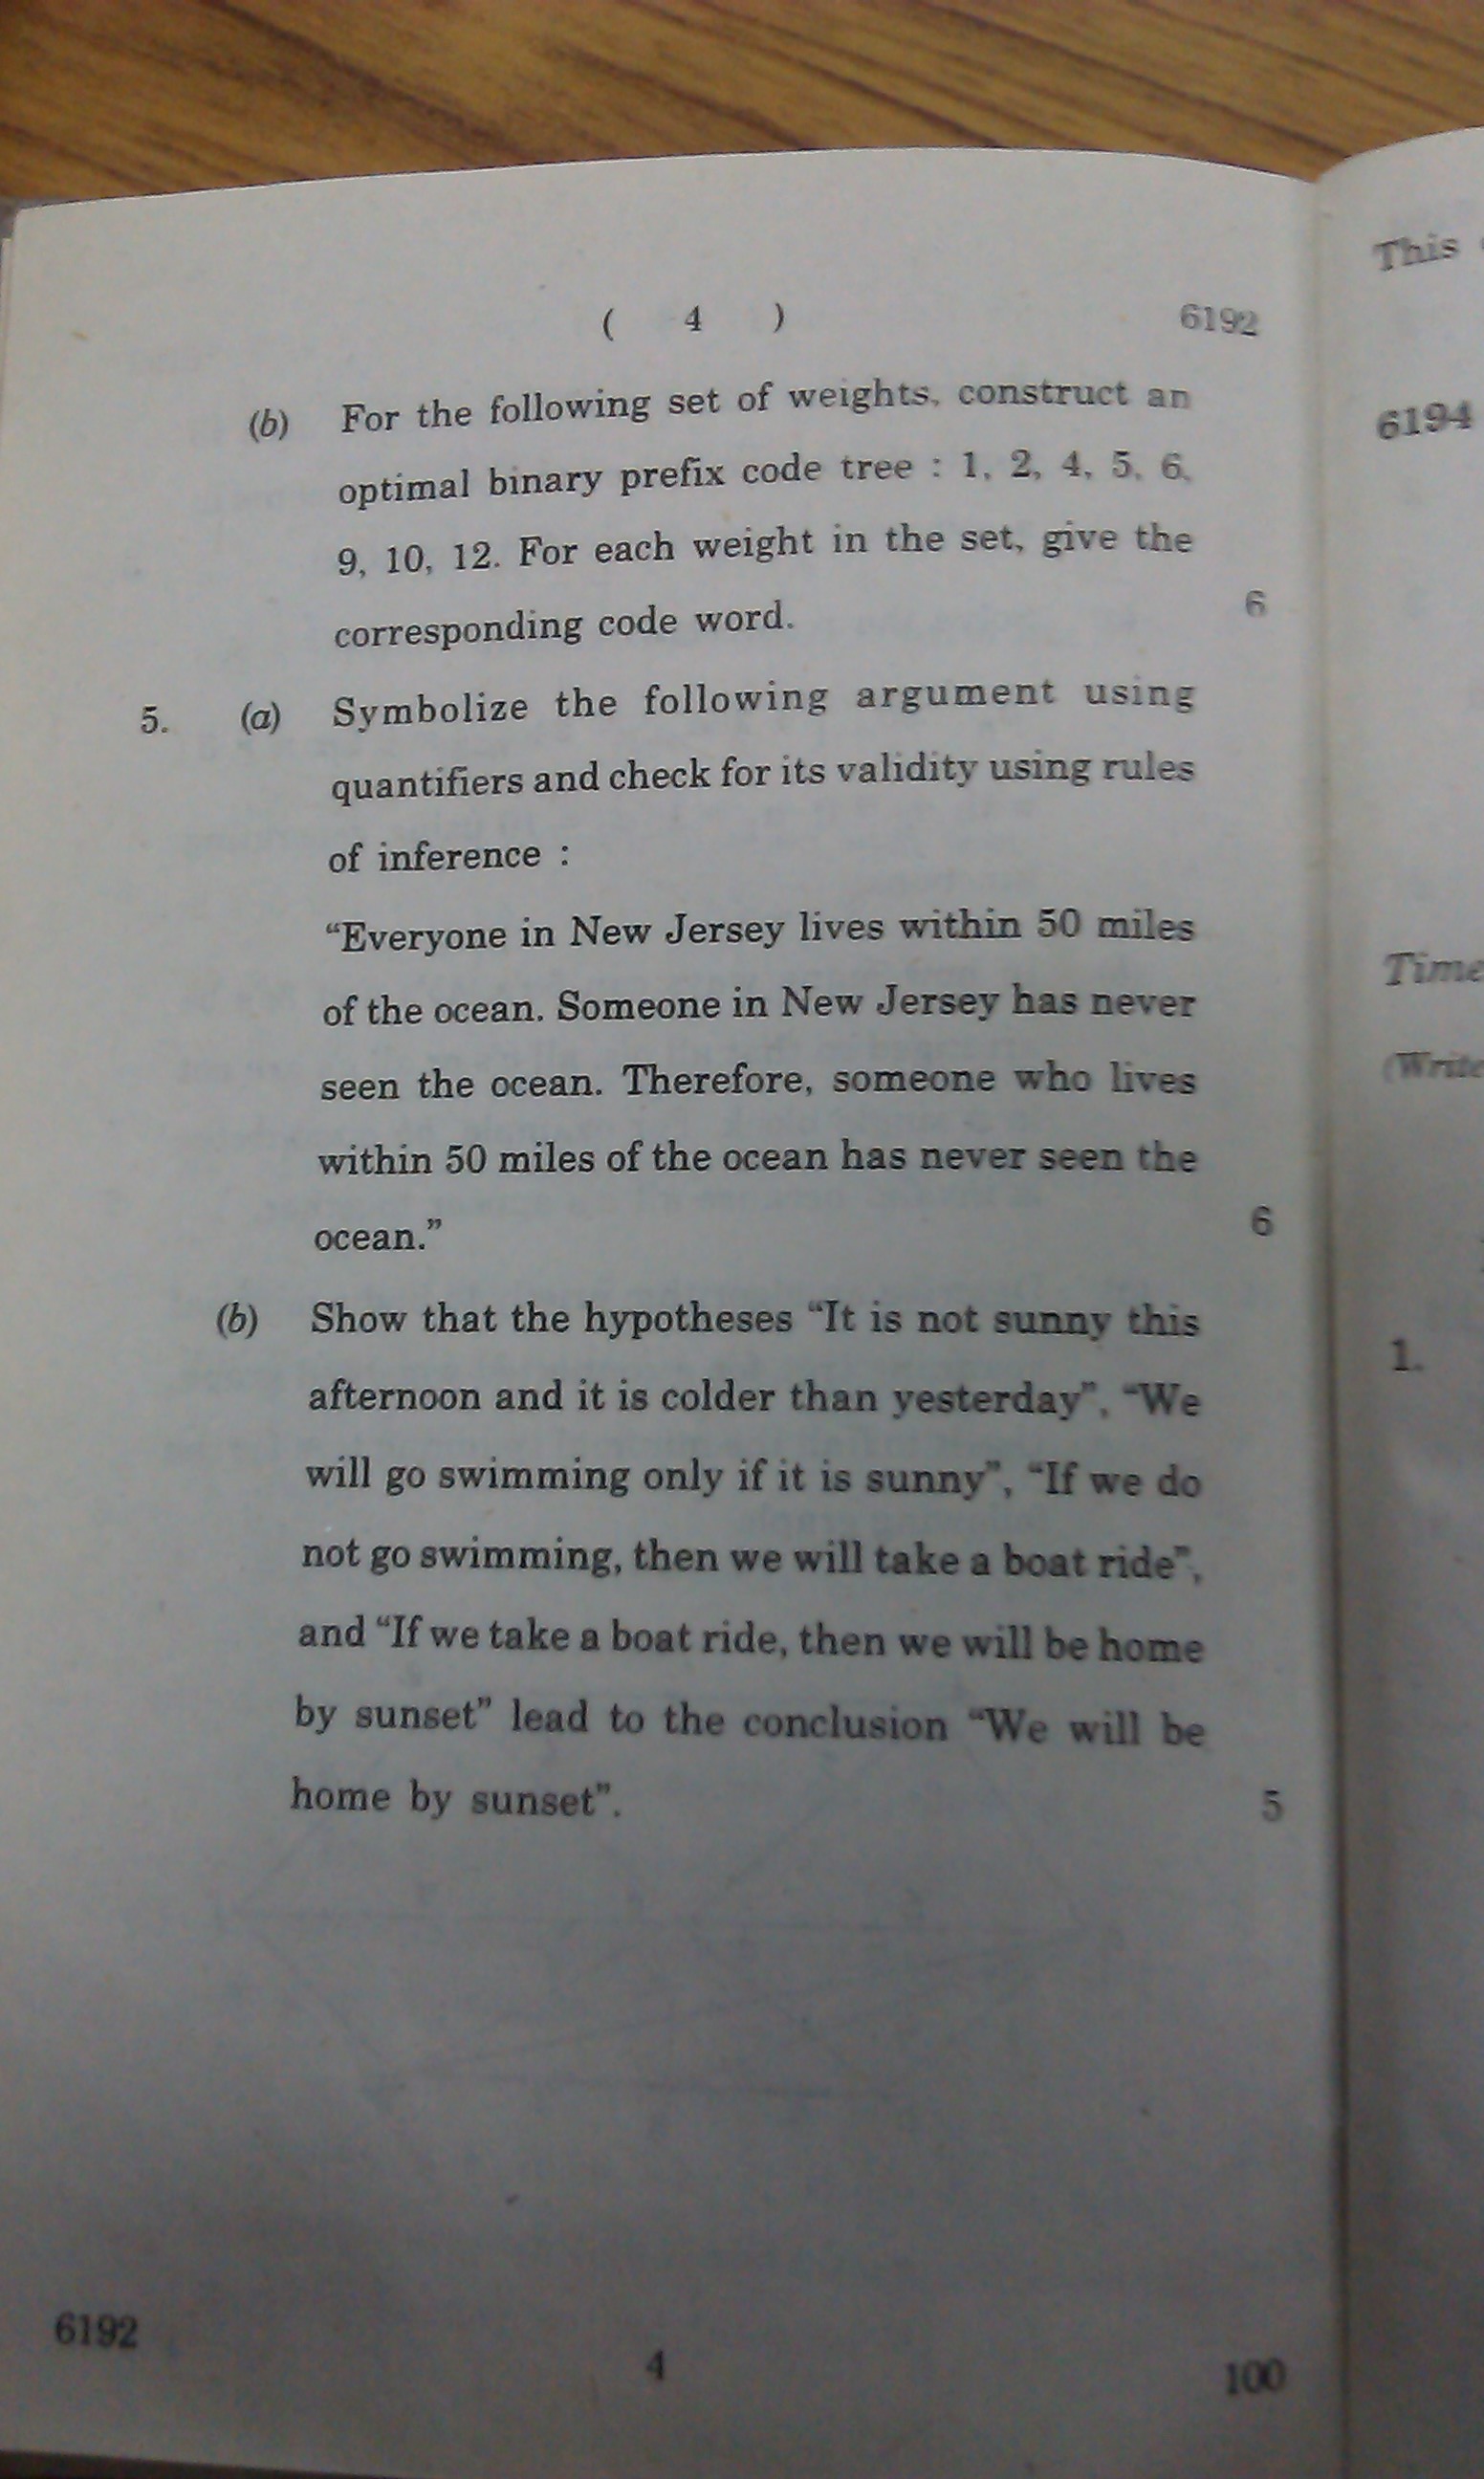 ( 4 ) 6192
(b) For the following set of weights, construct an
optimal binary prefix code tree : 1, 2, 4, 5, 6,
9, 10, 12. For each weight in the set, give the
corresponding code word. 6
5. (a) Symbolize the following argument using
quantifiers and check for its validity using rules
of inference :
“Everyone in New Jersey lives within 50 miles
of the ocean. Someone in New Jersey has never
seen the ocean. Therefore, someone who lives
within 50 miles of the ocean has never seen the
ocean.” 6
(b) Show that the hypotheses “It is not sunny this
afternoon and it is colder than yesterday”, “We
will go swimming only if it is sunny”, “If we do
not go swimming, then we will take a boat ride”,
and “If we take a boat ride, then we will be home
by sunset” lead to the conclusion “We will be
home by sunset”. 5
6192 4 100
This
6194
Time
(Write
1.